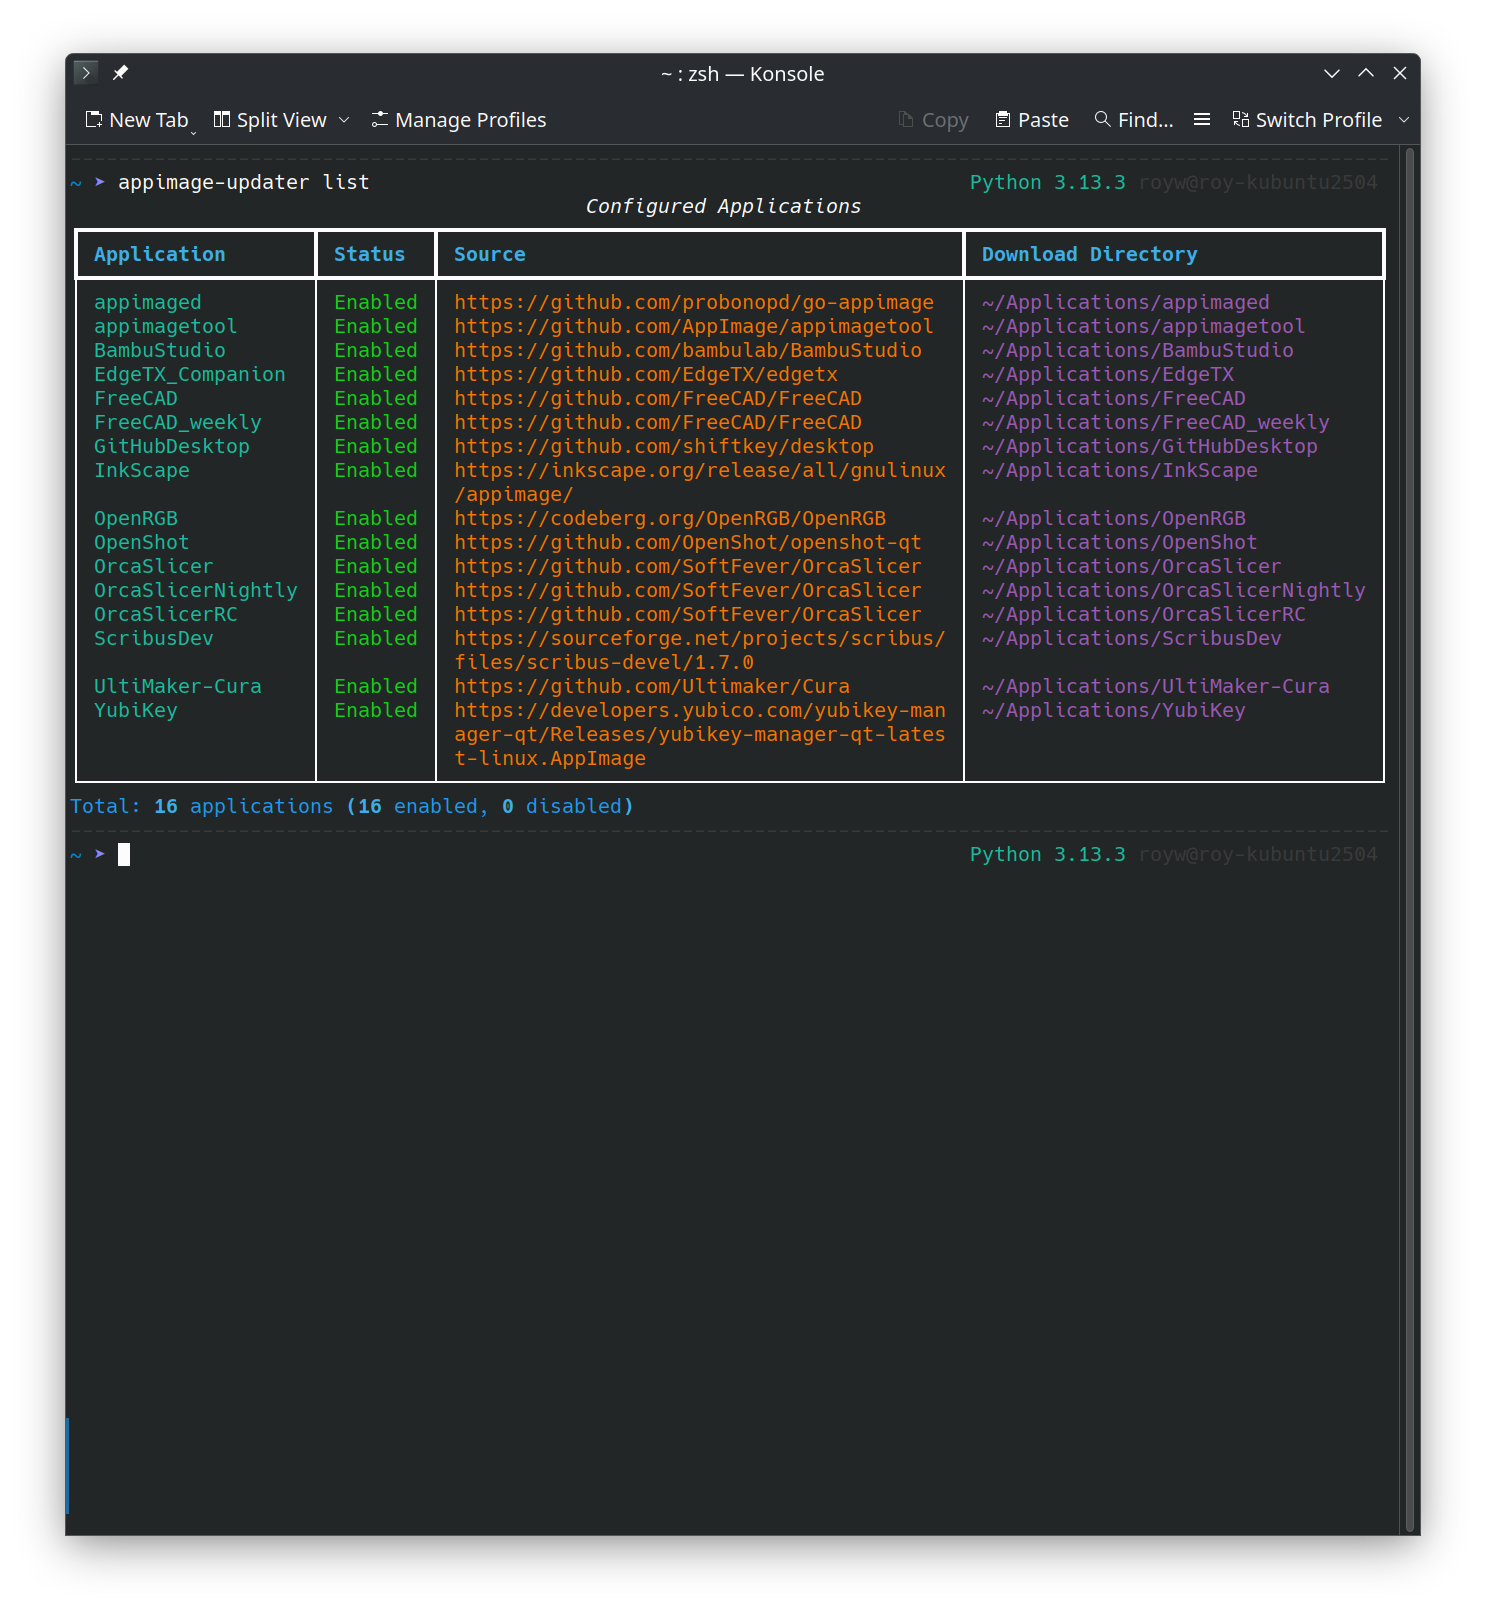 ~ : zsh — Konsole
New Tab Split View Manage Profiles Copy Paste Find... Switch Profile
~ ➤ appimage-updater list Python 3.13.3 royw@roy-kubuntu2504
Configured Applications
Application Status Source Download Directory
appimaged Enabled https://github.com/probonopd/go-appimage ~/Applications/appimaged
appimagetool Enabled https://github.com/AppImage/appimagetool ~/Applications/appimagetool
BambuStudio Enabled https://github.com/bambulab/BambuStudio ~/Applications/BambuStudio
EdgeTX_Companion Enabled https://github.com/EdgeTX/edgetx ~/Applications/EdgeTX
FreeCAD Enabled https://github.com/FreeCAD/FreeCAD ~/Applications/FreeCAD
FreeCAD_weekly Enabled https://github.com/FreeCAD/FreeCAD ~/Applications/FreeCAD_weekly
GitHubDesktop Enabled https://github.com/shiftkey/desktop ~/Applications/GitHubDesktop
InkScape Enabled https://inkscape.org/release/all/gnulinux ~/Applications/InkScape
/appimage/
OpenRGB Enabled https://codeberg.org/OpenRGB/OpenRGB ~/Applications/OpenRGB
OpenShot Enabled https://github.com/OpenShot/openshot-qt ~/Applications/OpenShot
OrcaSlicer Enabled https://github.com/SoftFever/OrcaSlicer ~/Applications/OrcaSlicer
OrcaSlicerNightly Enabled https://github.com/SoftFever/OrcaSlicer ~/Applications/OrcaSlicerNightly
OrcaSlicerRC Enabled https://github.com/SoftFever/OrcaSlicer ~/Applications/OrcaSlicerRC
ScribusDev Enabled https://sourceforge.net/projects/scribus/ ~/Applications/ScribusDev
files/scribus-devel/1.7.0
UltiMaker-Cura Enabled https://github.com/Ultimaker/Cura ~/Applications/UltiMaker-Cura
YubiKey Enabled https://developers.yubico.com/yubikey-man ~/Applications/YubiKey
ager-qt/Releases/yubikey-manager-qt-lates
t-linux.AppImage
Total: 16 applications (16 enabled, 0 disabled)
~ ➤ Python 3.13.3 royw@roy-kubuntu2504